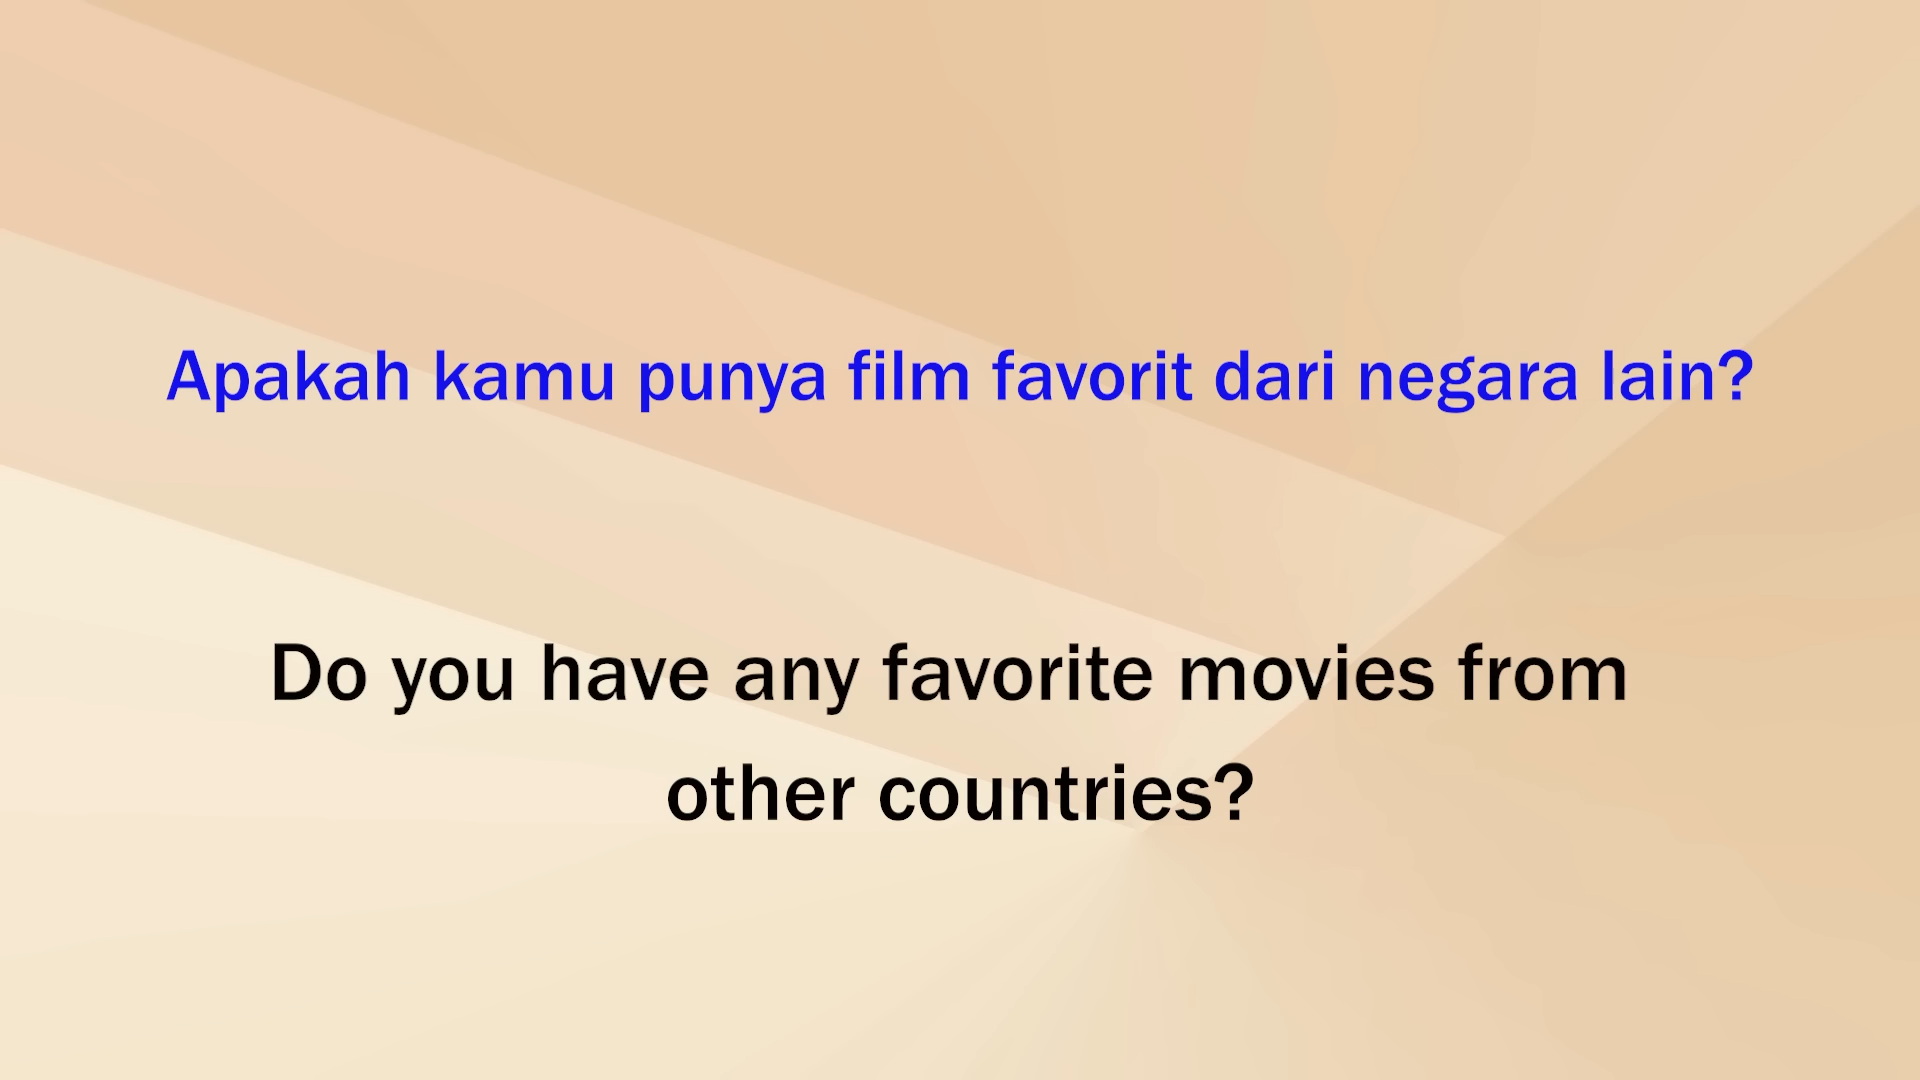 Apakah kamu punya film favorit dari negara lain?
Do you have any favorite movies from
other countries?